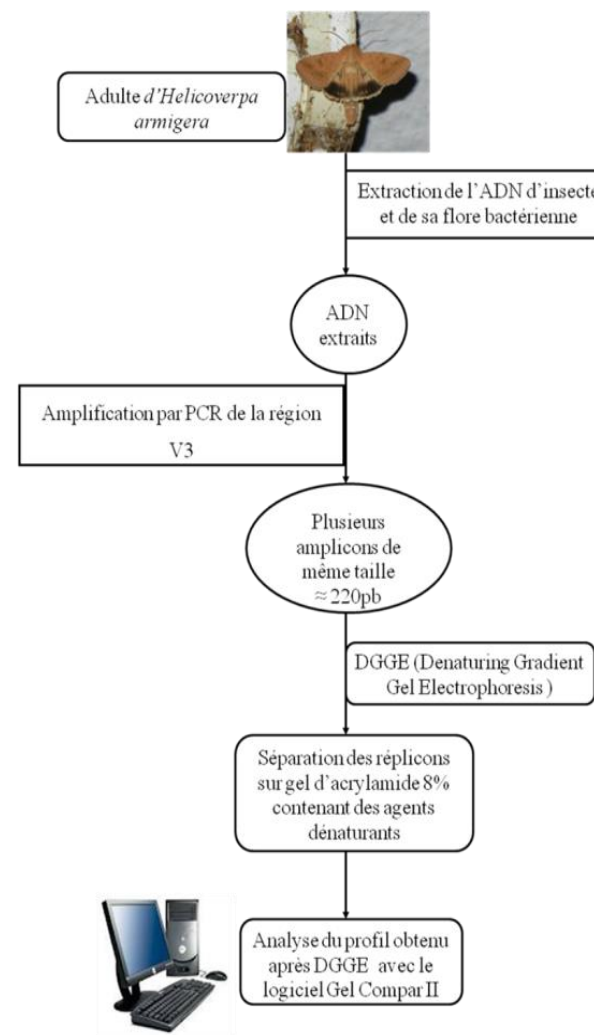 Adulte d'Helicoverpa
armigera
Extraction de l'ADN d'insecte
et de sa flore bactérienne
ADN
extraits
Amplification par PCR de la région
V3
Plusieurs
amplicons de
même taille
≈ 220pb
DGGE (Denaturing Gradient
Gel Electrophoresis )
Séparation des réplicons
sur gel d'acrylamide 8%
contenant des agents
dénaturants
Analyse du profil obtenu
après DGGE avec le
logiciel Gel Compar II